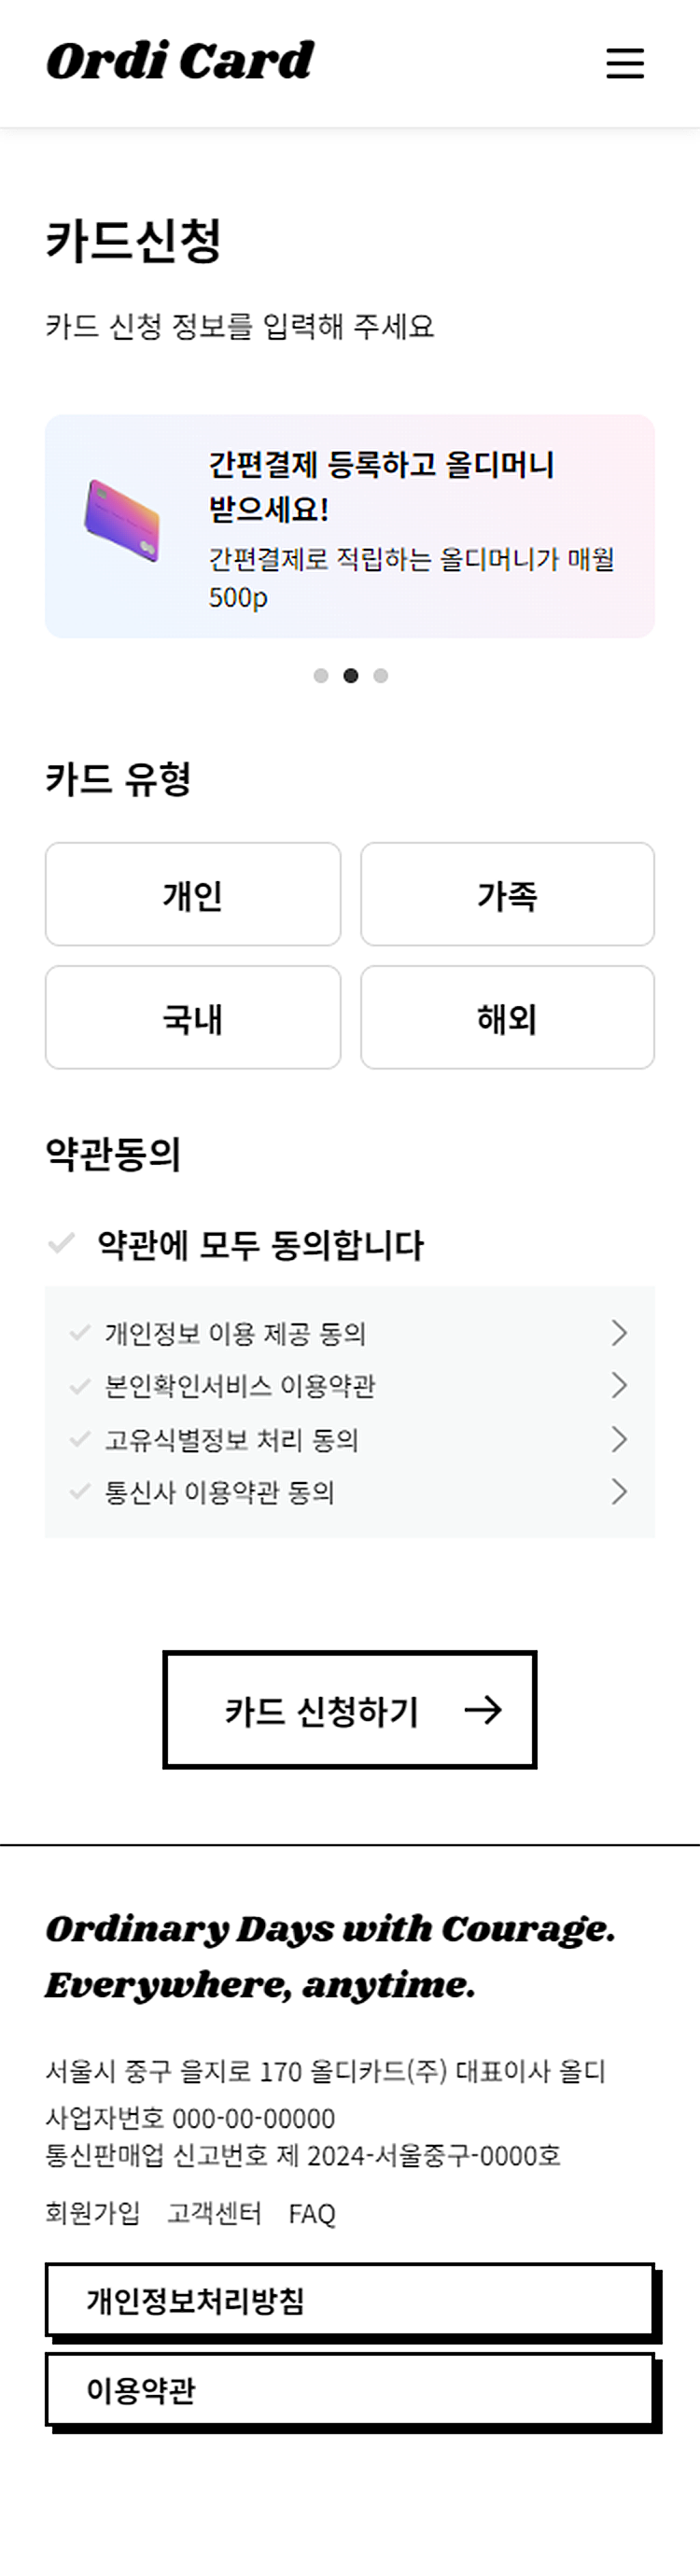 Ordi Card
카드신청
카드 신청 정보를 입력해 주세요
간편결제 등록하고 올디머니
받으세요!
간편결제로 적립하는 올디머니가 매월
500p
카드 유형
개인
가족
국내
해외
약관동의
약관에 모두 동의합니다
개인정보 이용 제공 동의
본인확인서비스 이용약관
고유식별정보 처리 동의
통신사 이용약관 동의
카드 신청하기
Ordinary Days with Courage.
Everywhere, anytime.
서울시 중구 을지로 170 올디카드(주) 대표이사 올디
사업자번호 000-00-00000
통신판매업 신고번호 제 2024-서울중구-0000호
회원가입 고객센터 FAQ
개인정보처리방침
이용약관